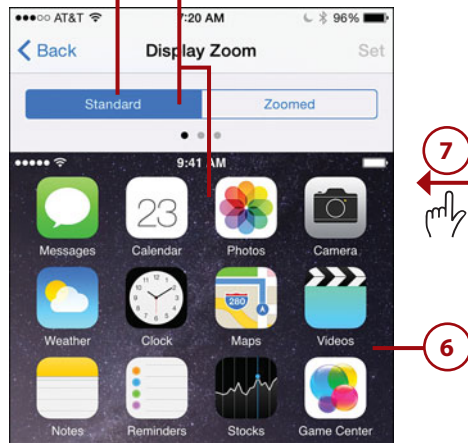 AT&T 7:20 AM 96%
Back Display Zoom Set
Standard Zoomed
9:41 AM
7
23
Messages Calendar Photos Camera
280
Weather Clock Maps Videos
6
Notes Reminders Stocks Game Center